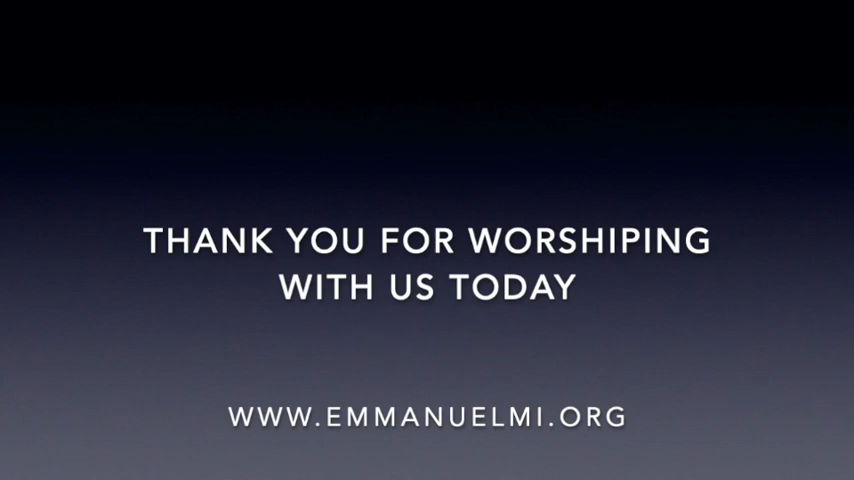 THANK YOU FOR WORSHIPING
WITH US TODAY
WWW.EMMANUELMI.ORG